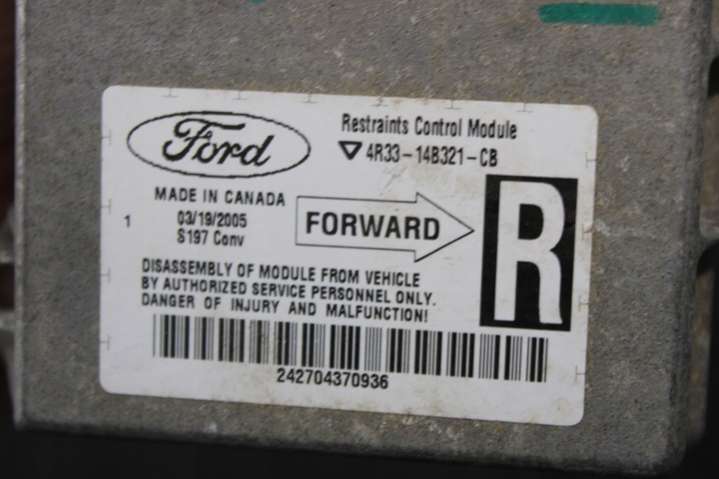 Ford
Restraints Control Module
4R33-14B321-CB
MADE IN CANADA
03/19/2005
S197 Conv
1
FORWARD
R
DISASSEMBLY OF MODULE FROM VEHICLE
BY AUTHORIZED SERVICE PERSONNEL ONLY.
DANGER OF INJURY AND MALFUNCTION!
242704370936